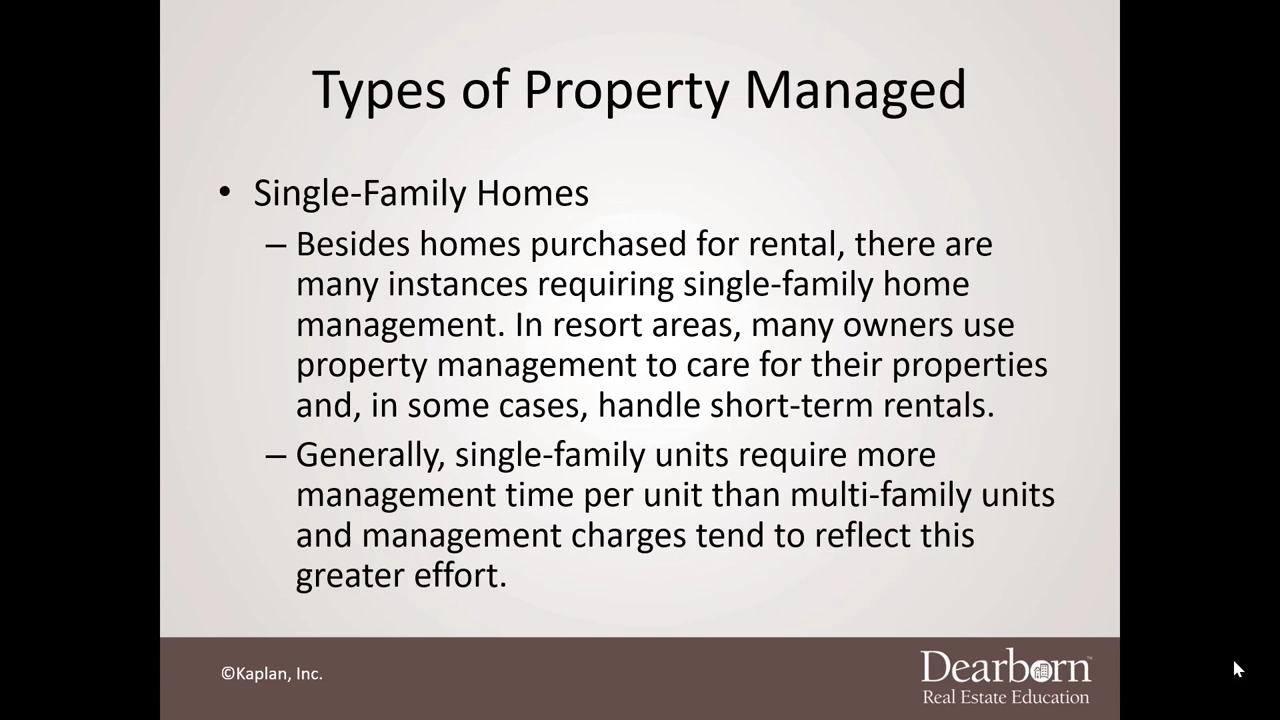 Types of Property Managed
• Single-Family Homes
– Besides homes purchased for rental, there are
many instances requiring single-family home
management. In resort areas, many owners use
property management to care for their properties
and, in some cases, handle short-term rentals.
– Generally, single-family units require more
management time per unit than multi-family units
and management charges tend to reflect this
greater effort.
©Kaplan, Inc.
Dearborn™
Real Estate Education